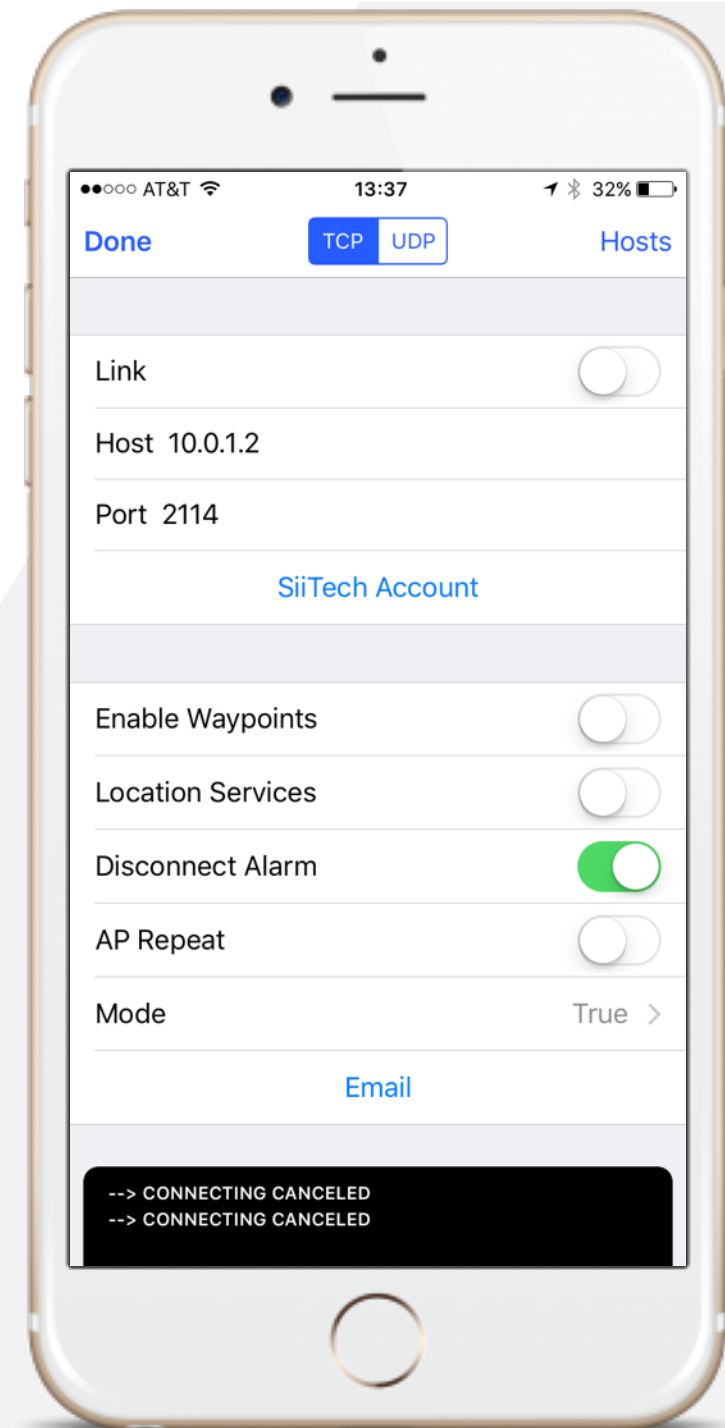 AT&T 13:37 32%
Done TCP UDP Hosts
Link
Host 10.0.1.2
Port 2114
SiiTech Account
Enable Waypoints
Location Services
Disconnect Alarm
AP Repeat
Mode True >
Email
--> CONNECTING CANCELED
--> CONNECTING CANCELED